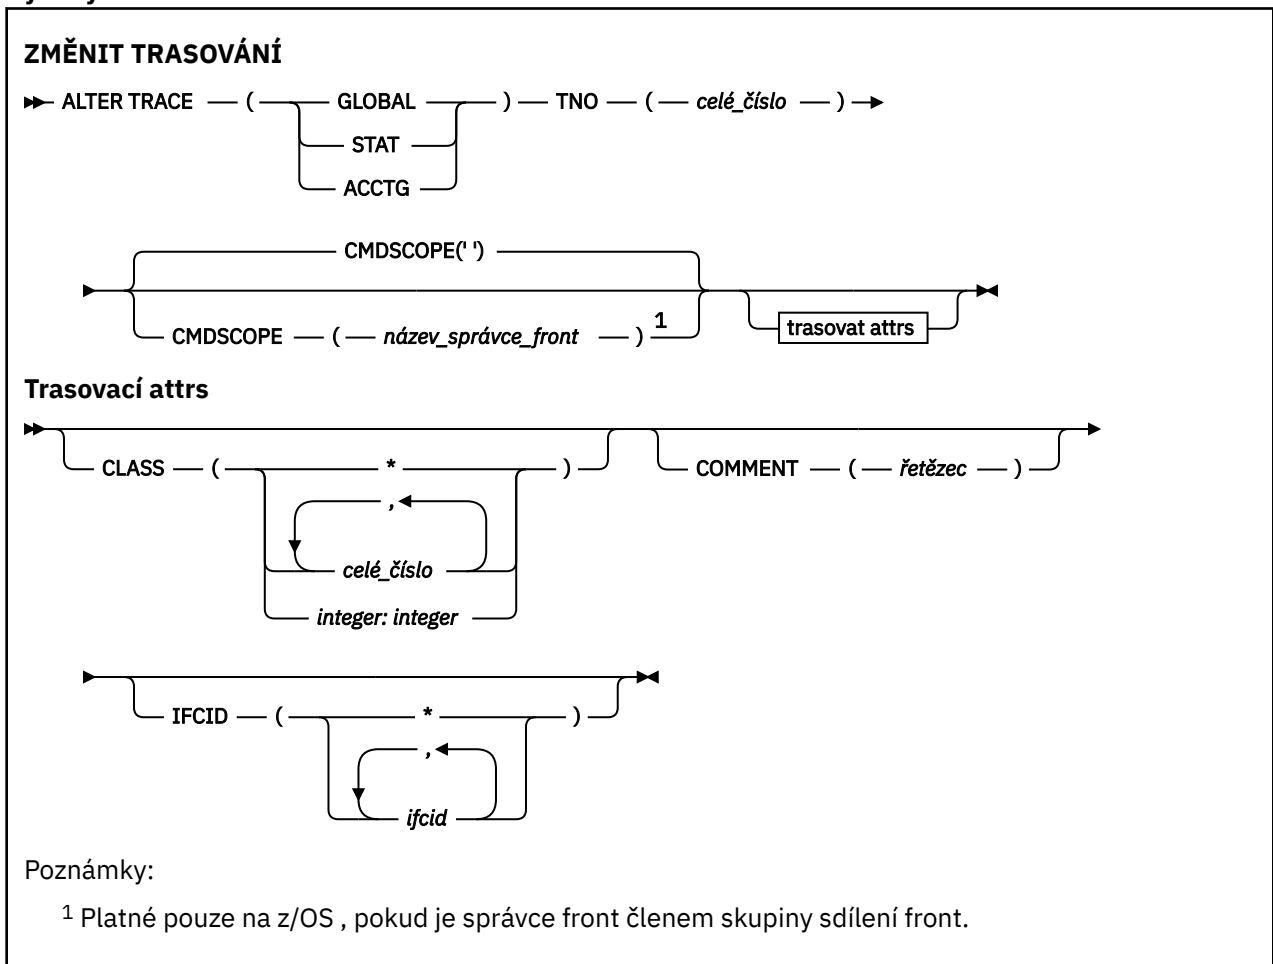 ZMĚNIT TRASOVÁNÍ
ALTER TRACE ( GLOBAL ) TNO ( celé_číslo )
STAT
ACCTG
CMDSCOPE(' ')
CMDSCOPE ( název_správce_front ) 1
trasovat attrs
Trasovací attrs
CLASS ( * ) COMMENT ( řetězec )
,
celé_číslo
integer: integer
IFCID ( * )
,
ifcid
Poznámky:
1 Platné pouze na z/OS , pokud je správce front členem skupiny sdílení front.